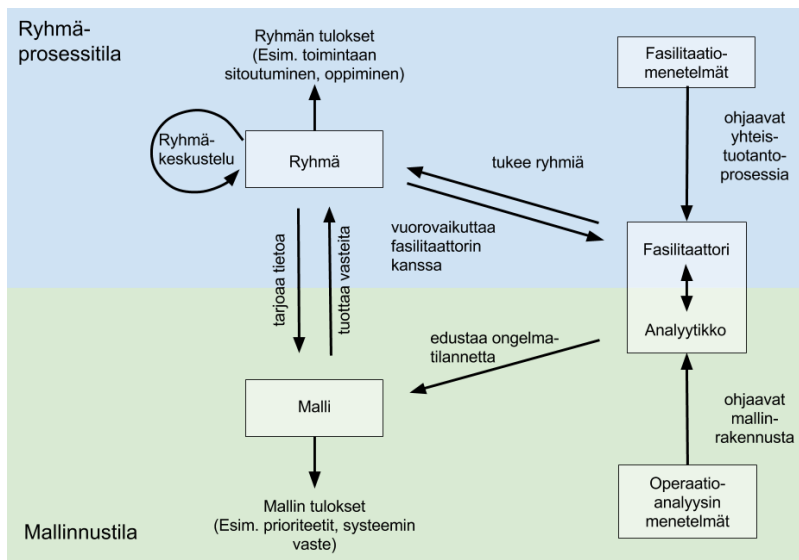 Ryhmä-
prosessitila
Ryhmän tulokset
(Esim. toimintaan
sitoutuminen, oppiminen)
Fasilitaatio-
menetelmät
Ryhmä-
keskustelu
Ryhmä
tukee ryhmiä
ohjaavat
yhteis-
tuotanto-
prosessia
vuorovaikuttaa
fasilitaattorin
kanssa
Fasilitaattori
tarjoaa tietoa
tuottaa vasteita
Analyytikko
edustaa ongelma-
tilannetta
Malli
ohjaavat
mallin-
rakennusta
Mallin tulokset
(Esim. prioriteetit, systeemin
vaste)
Operaatio-
analyysin
menetelmät
Mallinnustila